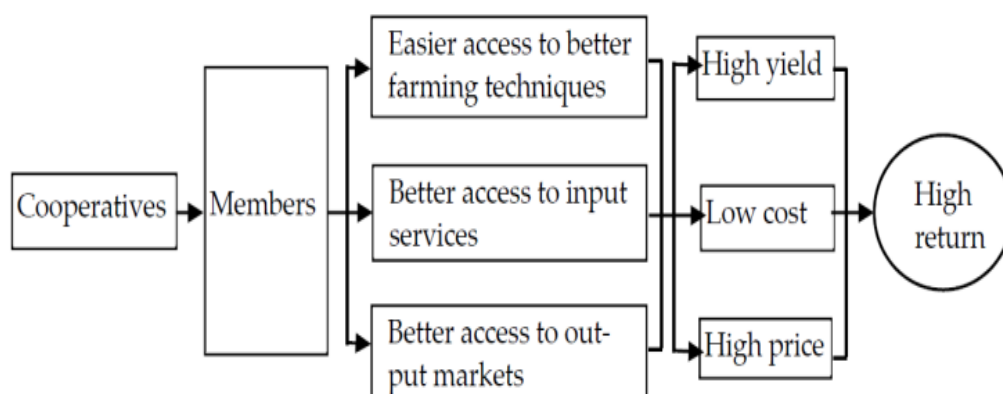 Cooperatives
Members
Easier access to better
farming techniques
Better access to input
services
Better access to out-
put markets
High yield
Low cost
High price
High
return